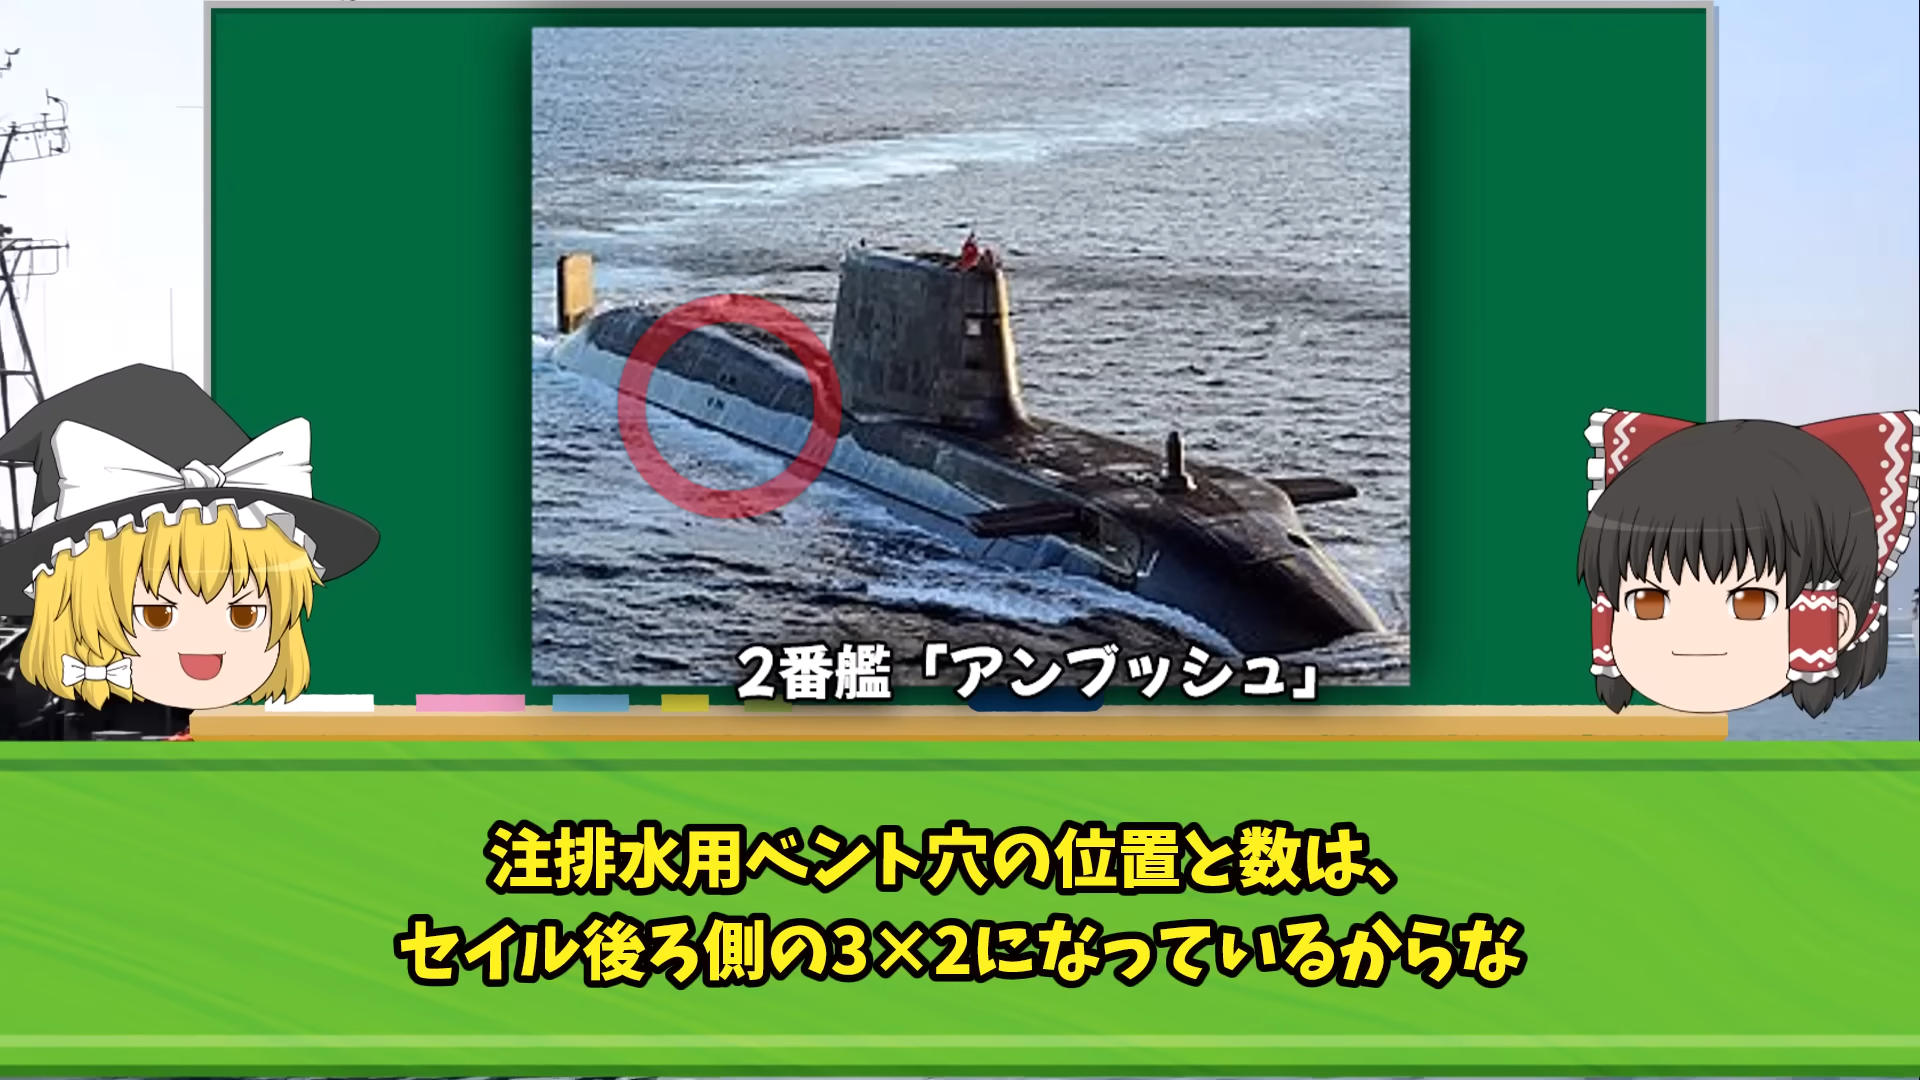 2番艦「アンブッシュ」
注排水用ベント穴の位置と数は、
セイル後ろ側の3×2になっているからな